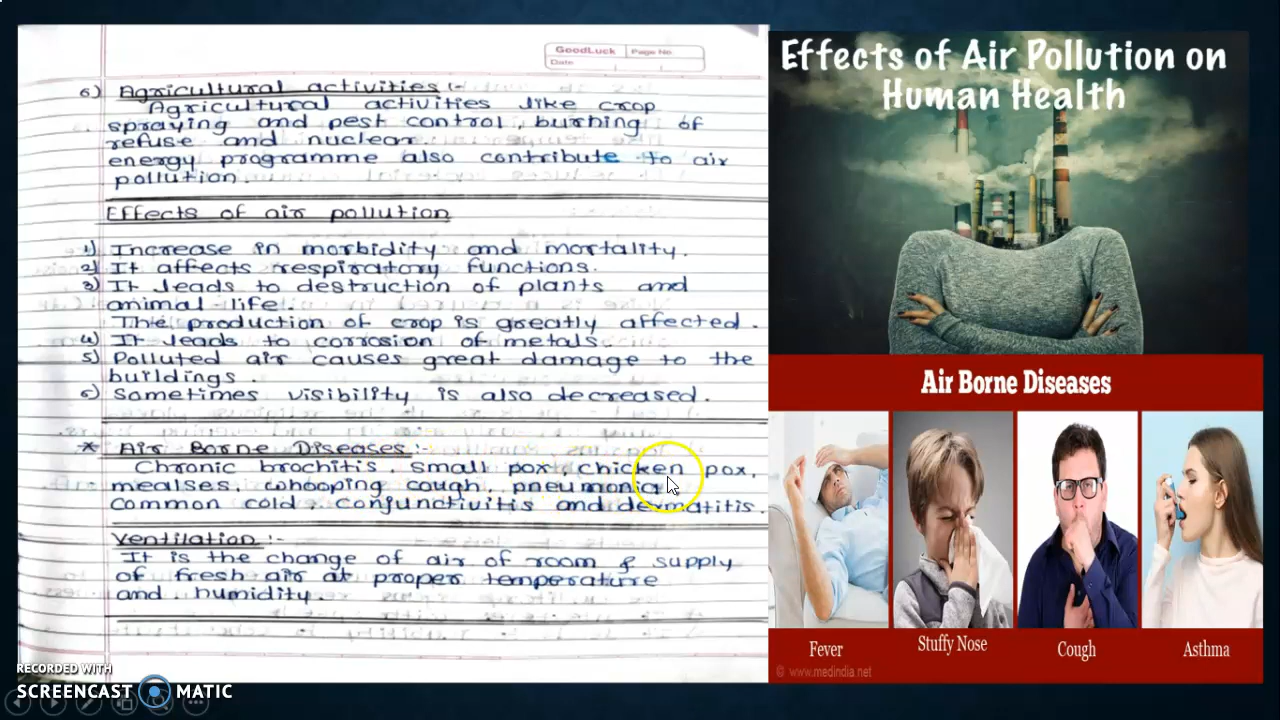 GoodLuck Page No
Date
6) Agricultural activities :-
Agricultural activities like crop
spraying and pest control, burhing of
refuse and nuclear.
energy programme also contribute to air
pollution.
Effects of air pollution
1) Increase in morbidity and mortality.
2) It affects respiratory functions.
3) It leads to destruction of plants and
animal life.
The production of crop is greatly affected.
4) It leads to corrosion of metals.
5) Polluted air causes great damage to the
buildings.
6) Sometimes visibility is also decreased.
* Air Borne Diseases :-
Chronic brochitis, small pox, chicken pox,
mealses, whooping cough, pneumonia
Common cold, conjunctivitis and dermatitis.
Ventilation :-
It is the change of air of room & supply
of fresh air at proper temperature
and humidity.
Effects of Air Pollution on
Human Health
Air Borne Diseases
Fever Stuffy Nose Cough Asthma
© www.medindia.net
RECORDED WITH
SCREENCAST MATIC